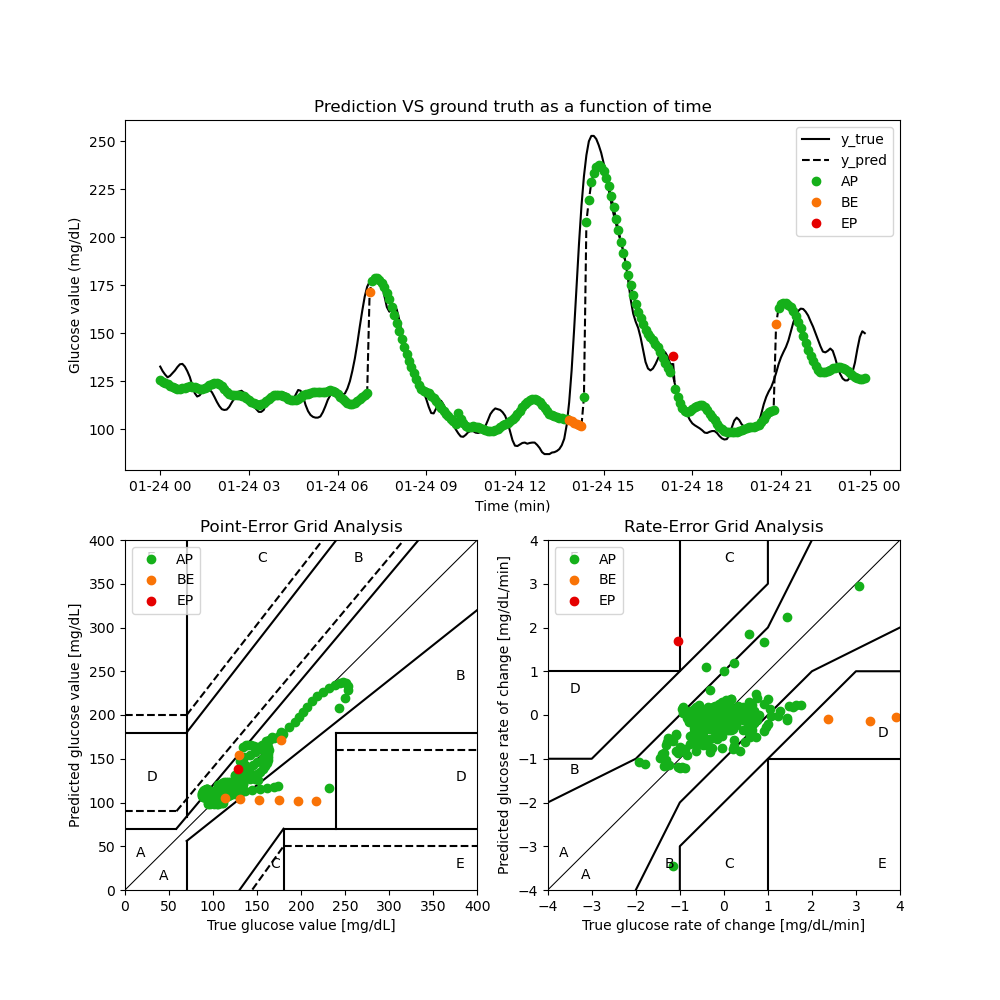 Prediction VS ground truth as a function of time
Glucose value (mg/dL)
250
225
200
175
150
125
100
y_true
y_pred
AP
BE
EP
01-24 00 01-24 03 01-24 06 01-24 09 01-24 12 01-24 15 01-24 18 01-24 21 01-25 00
Time (min)
Point-Error Grid Analysis
Predicted glucose value [mg/dL]
400
350
300
250
200
150
100
50
0
AP
BE
EP
C B
B
D D
A
A C E
0 50 100 150 200 250 300 350 400
True glucose value [mg/dL]
Rate-Error Grid Analysis
Predicted glucose rate of change [mg/dL/min]
4
3
2
1
0
−1
−2
−3
−4
AP
BE
EP
C
D
D
B
A
A B C E
−4 −3 −2 −1 0 1 2 3 4
True glucose rate of change [mg/dL/min]